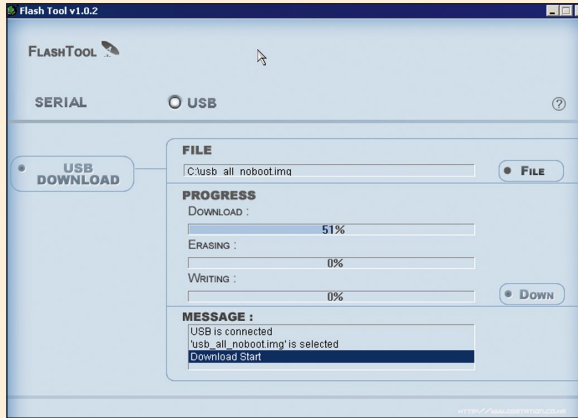 Flash Tool v1.0.2
FLASHTOOL
SERIAL
USB
?
USB
DOWNLOAD
FILE
C:\usb_all_noboot.img
FILE
PROGRESS
DOWNLOAD :
51%
ERASING :
0%
WRITING :
0%
DOWN
MESSAGE :
USB is connected
'usb_all_noboot.img' is selected
Download Start